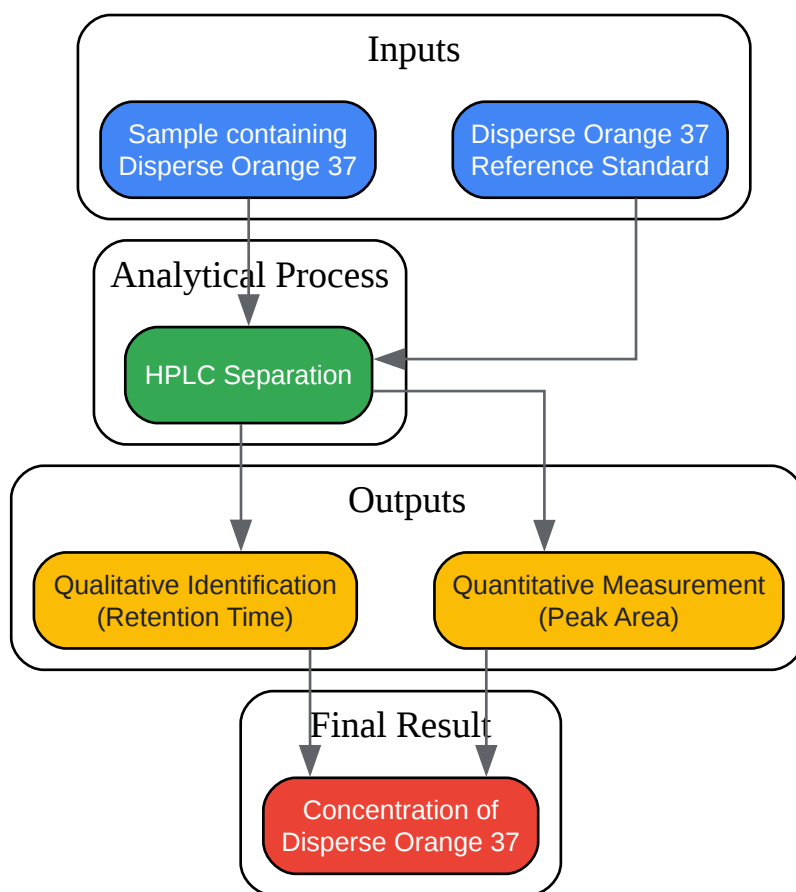 Inputs
Sample containing
Disperse Orange 37
Disperse Orange 37
Reference Standard
Analytical Process
HPLC Separation
Outputs
Qualitative Identification
(Retention Time)
Quantitative Measurement
(Peak Area)
Final Result
Concentration of
Disperse Orange 37